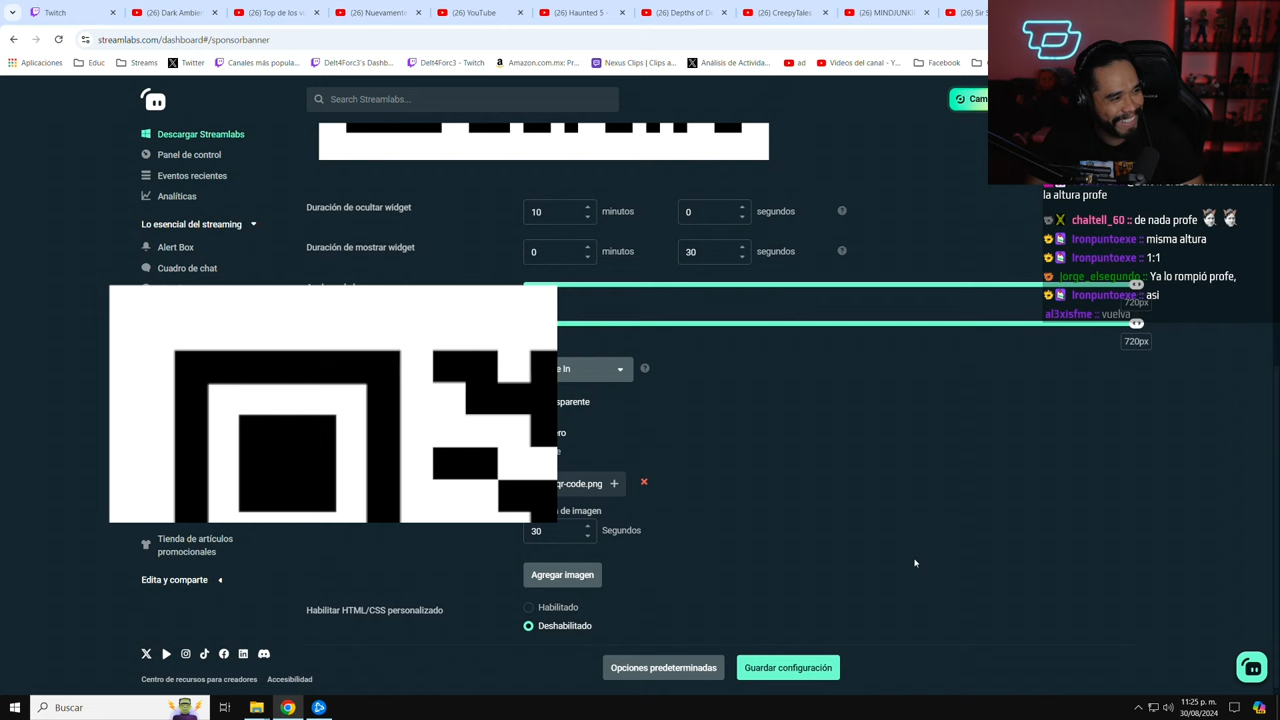 Twitch
(26) Dark Ambien
(26) Top de los v
(26) Nuevamente
(26) YouTube
(26) Haunted 5 -
(26) Depths of D
(26) CreepyTales
(26) MINDJUNKI
(26) Sir S
streamlabs.com/dashboard#/sponsorbanner
Aplicaciones
Educ
Streams
Twitter
Canales más popula...
Delt4Forc3's Dashb...
Delt4Forc3 - Twitch
Amazon.com.mx: Pr...
Nexus Clips | Clips a...
Análisis de Activida...
ad
Videos del canal - Y...
Facebook
Search Streamlabs...
Cam
Descargar Streamlabs
Panel de control
Eventos recientes
Analíticas
Lo esencial del streaming
Alert Box
Cuadro de chat
Duración de ocultar widget
10 minutos 0 segundos
Duración de mostrar widget
0 minutos 30 segundos
720px
720px
e In
sparente
ero
e
qr-code.png
de imagen
30 Segundos
Agregar imagen
Tienda de artículos
promocionales
Edita y comparte
Habilitar HTML/CSS personalizado
Habilitado
Deshabilitado
Opciones predeterminadas
Guardar configuración
Centro de recursos para creadores
Accesibilidad
la altura profe
chaltell_60 :: de nada profe
Ironpuntoexe :: misma altura
Ironpuntoexe :: 1:1
Jorge_elsegundo :: Ya lo rompió profe,
Ironpuntoexe :: asi
al3xisfme :: vuelva
Buscar
11:25 p. m.
30/08/2024